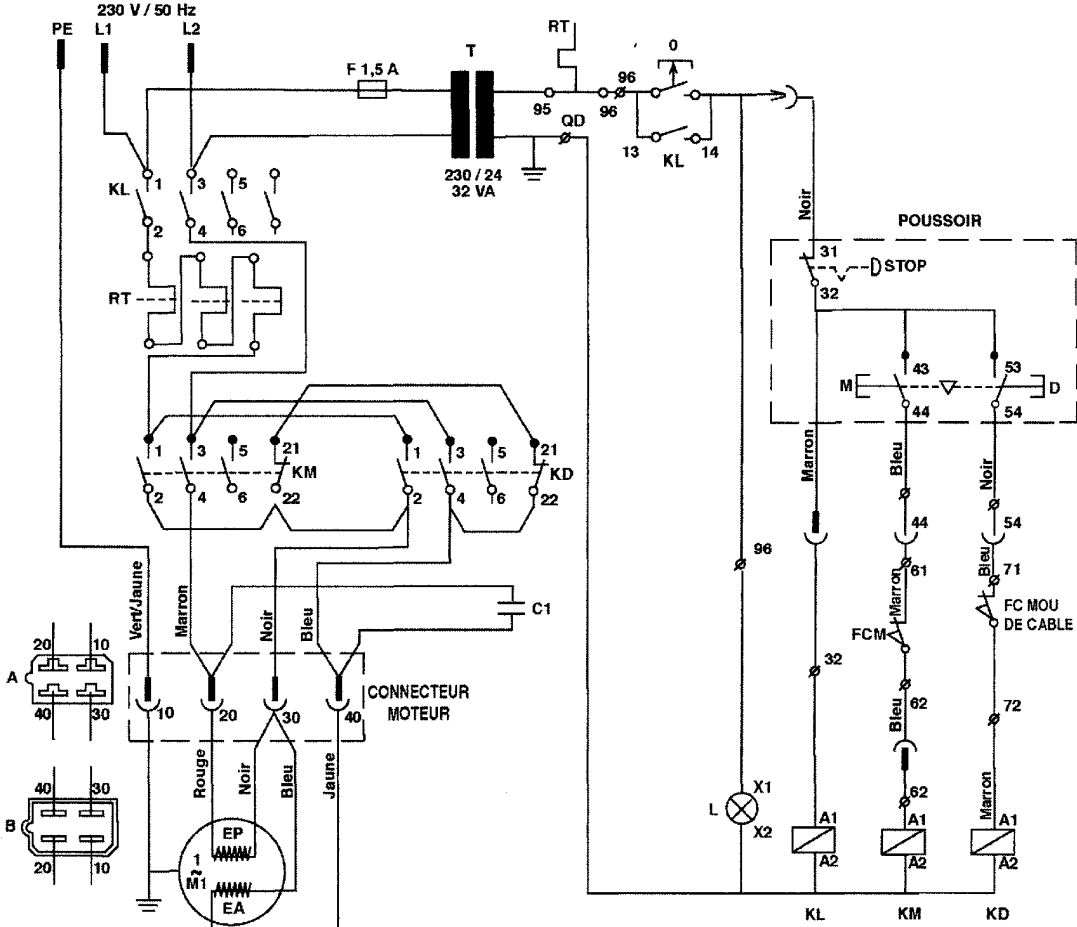 230 V / 50 Hz
PE L1 L2
F 1,5 A
T
RT
0
95 96 96
QD
13 14
KL
230 / 24
32 VA
KL
1 3 5
2 4 6
RT
Noir
POUSSOIR
31
STOP
32
M 43 53 D
44 54
1 3 5 21
KM
2 4 6 22
1 3 5 21
KD
2 4 6 22
Marron
Bleu
Noir
44 54
96
61
Bleu
71
Marron
FC MOU
DE CABLE
FCM
32
62
72
Bleu
62
Marron
Vert/Jaune
Marron
Noir
Bleu
C1
CONNECTEUR
MOTEUR
10 20 30 40
20 10
A
40 30
40 30
B
20 10
Rouge
Noir
Bleu
Jaune
EP
1
~
M1
EA
L
X1
X2
A1 A1 A1
A2 A2 A2
KL KM KD